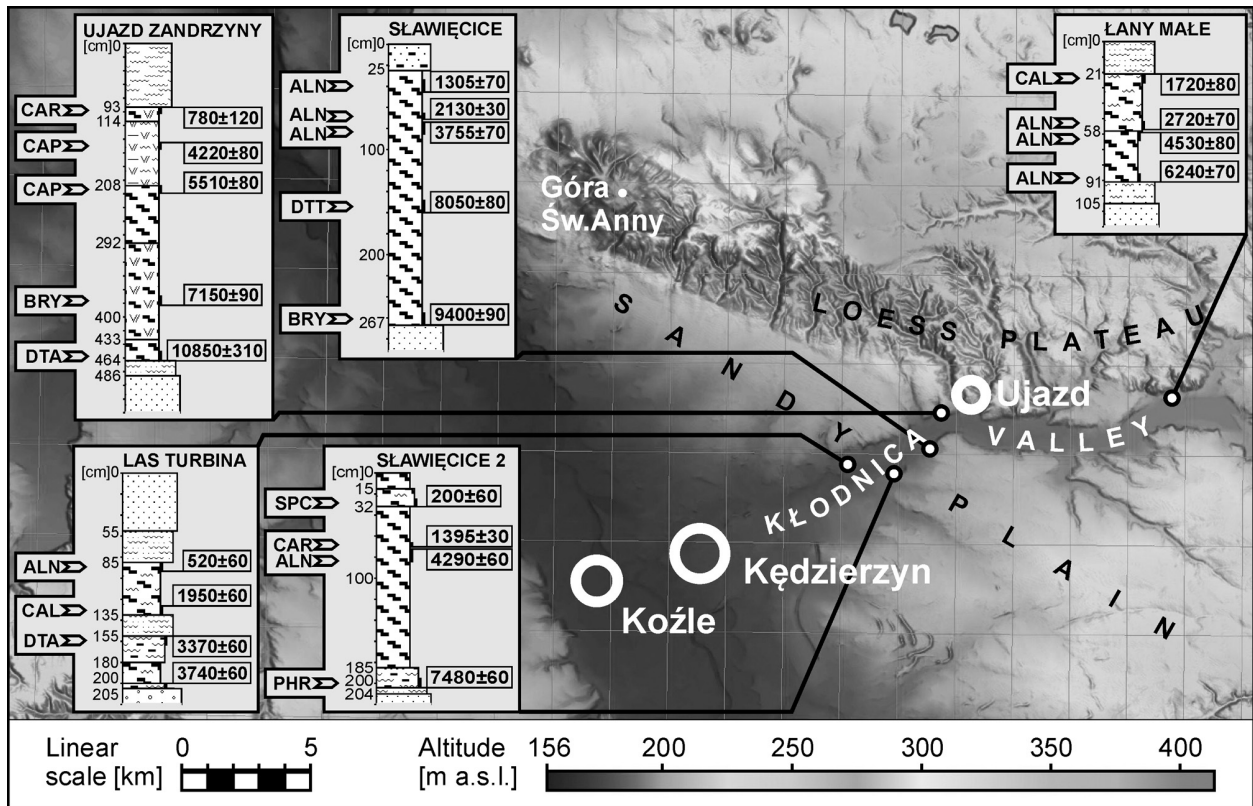 UJAZD ZANDRZYNY
[cm]0
CAR
93
114
780±120
CAP
4220±80
CAP
208
5510±80
292
BRY
7150±90
400
433
DTA
464
10850±310
486
SŁAWIĘCICE
[cm]0
25
ALN
1305±70
ALN
2130±30
ALN
3755±70
100
DTT
8050±80
200
BRY
267
9400±90
ŁANY MAŁE
[cm]0
CAL
21
1720±80
ALN
2720±70
58
ALN
4530±80
ALN
91
6240±70
105
Góra
Św.Anny
SANDY PLAIN
LOESS PLATEAU
Ujazd
KŁODNICA VALLEY
Kędzierzyn
Koźle
LAS TURBINA
[cm]0
55
ALN
85
520±60
1950±60
CAL
135
DTA
155
3370±60
180
200
3740±60
205
SŁAWIĘCICE 2
[cm]0
15
SPC
32
200±60
CAR
1395±30
ALN
4290±60
100
185
PHR
200
7480±60
204
Linear
scale [km]
0 5
Altitude
[m a.s.l.]
156 200 250 300 350 400